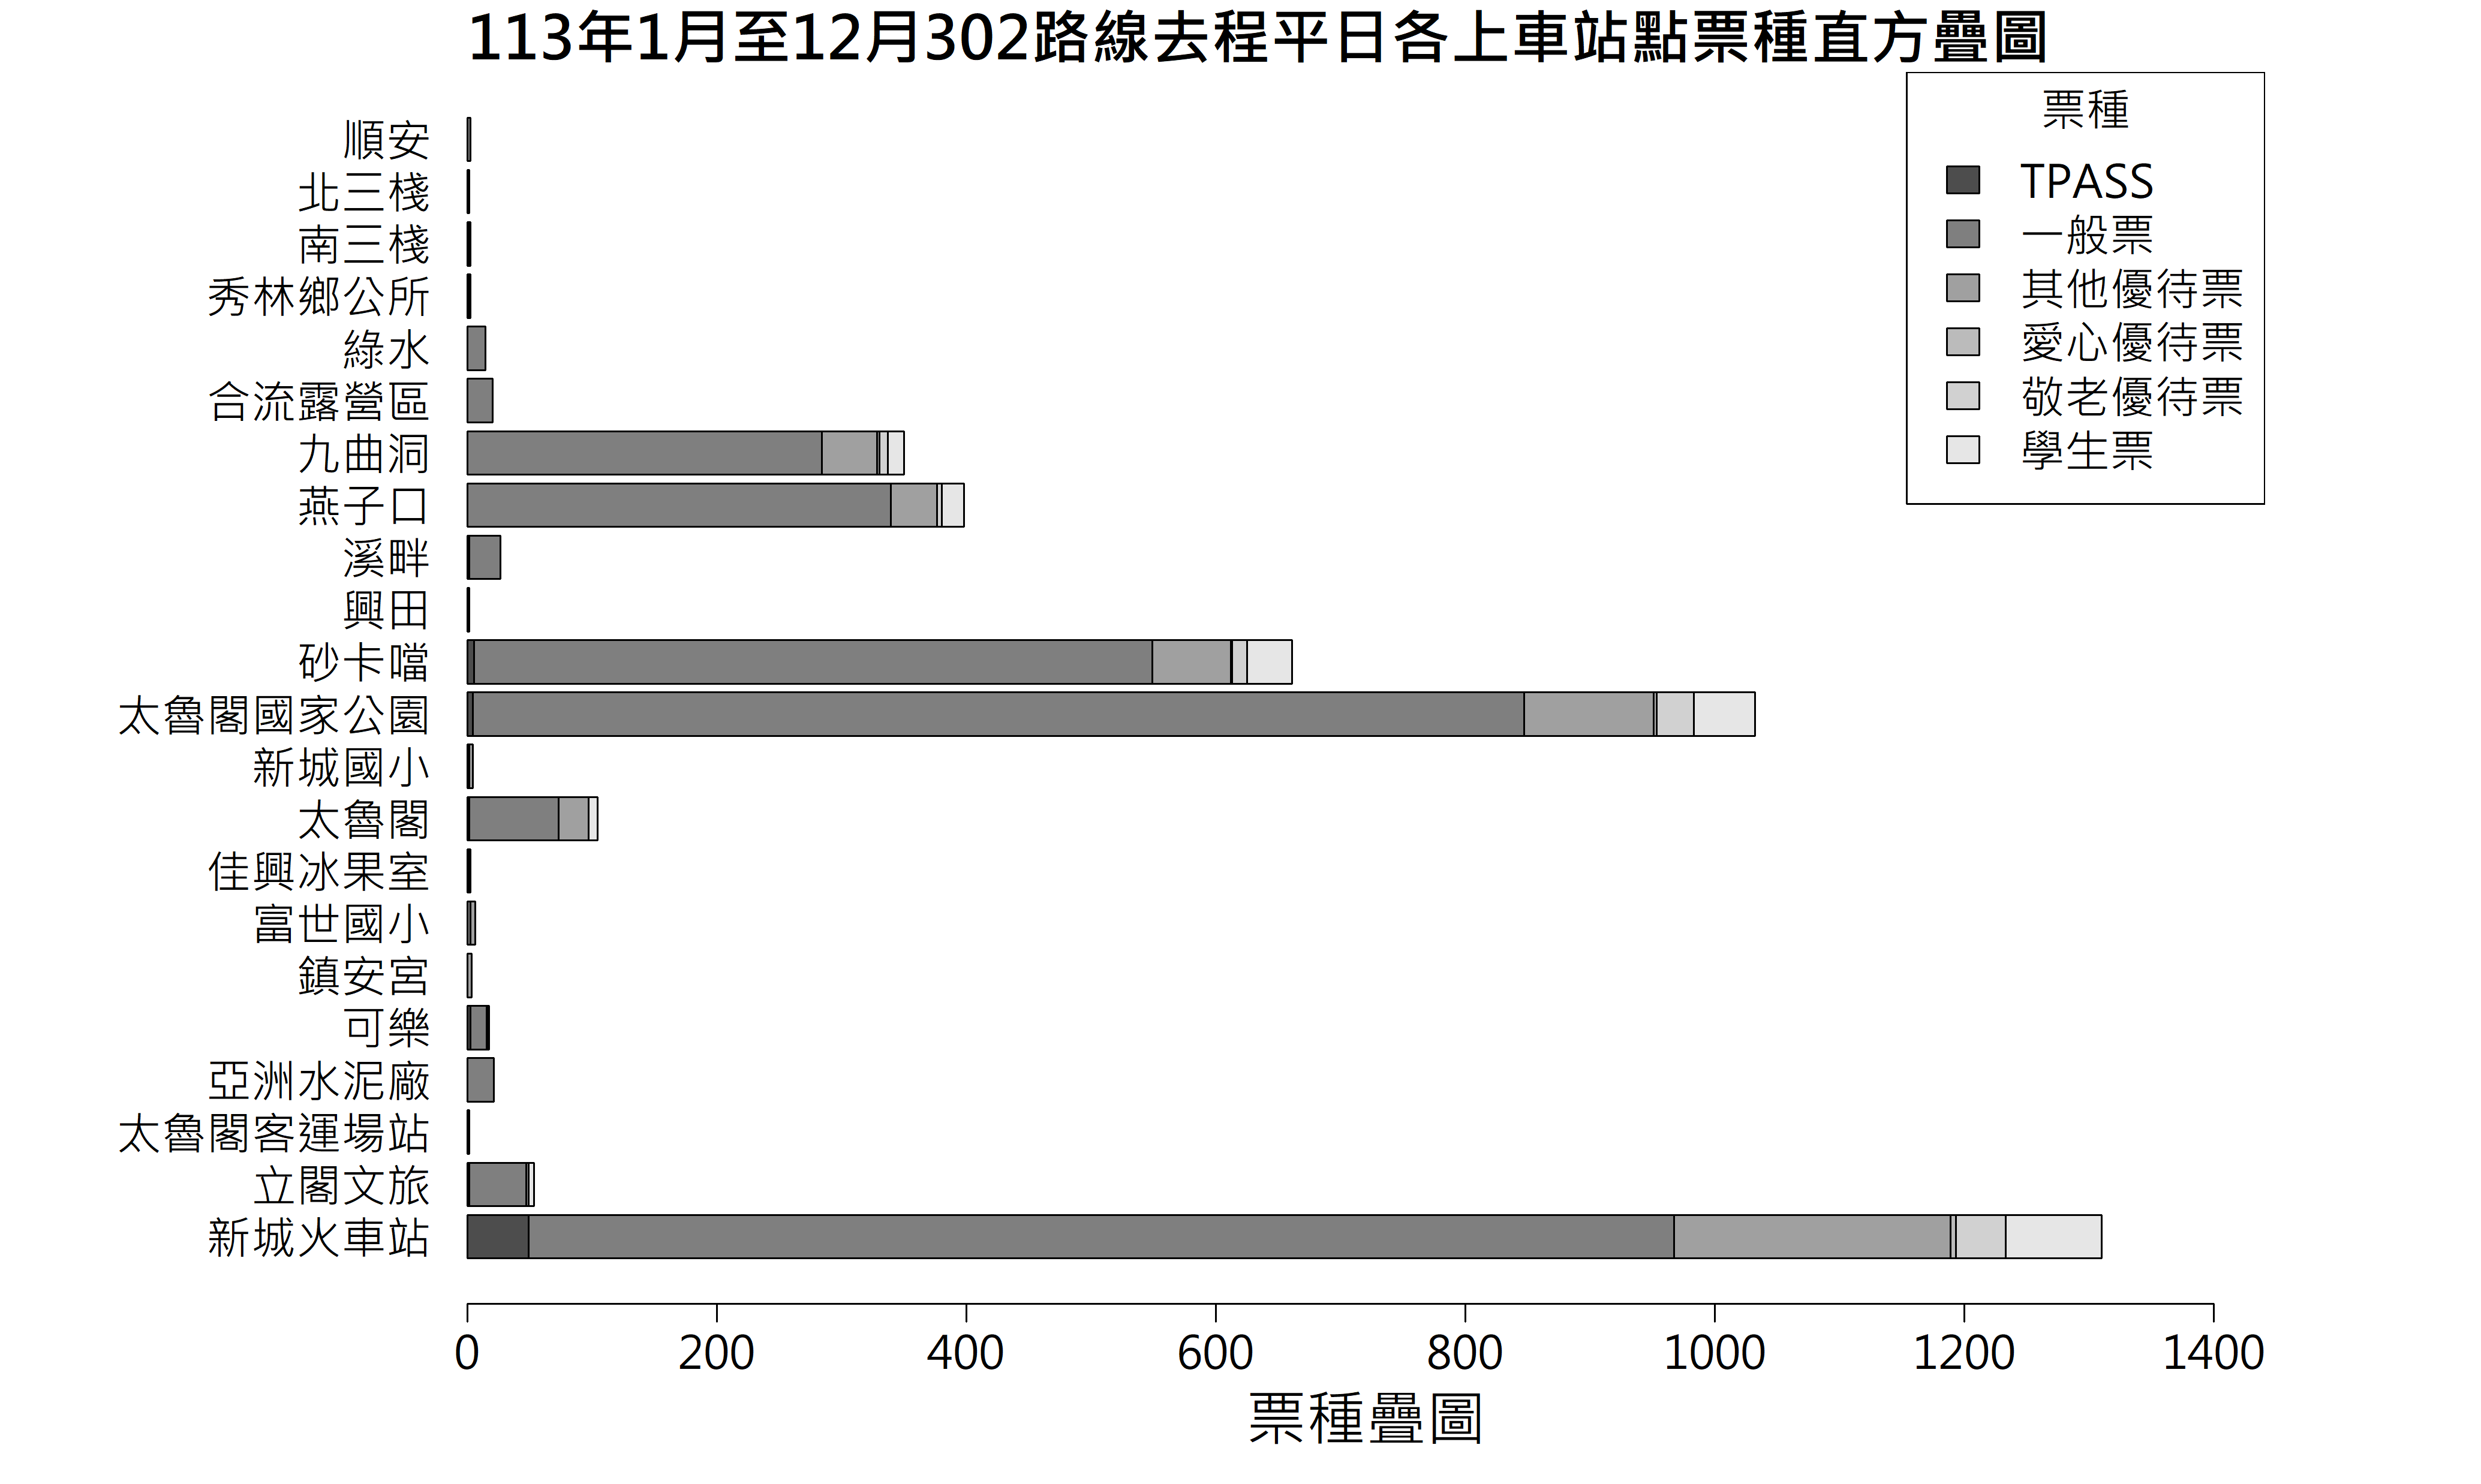 113年1月至12月302路線去程平日各上車站點票種直方疊圖
票種
TPASS
一般票
其他優待票
愛心優待票
敬老優待票
學生票
順安
北三棧
南三棧
秀林鄉公所
綠水
合流露營區
九曲洞
燕子口
溪畔
興田
砂卡噹
太魯閣國家公園
新城國小
太魯閣
佳興冰果室
富世國小
鎮安宮
可樂
亞洲水泥廠
太魯閣客運場站
立閣文旅
新城火車站
0 200 400 600 800 1000 1200 1400
票種疊圖